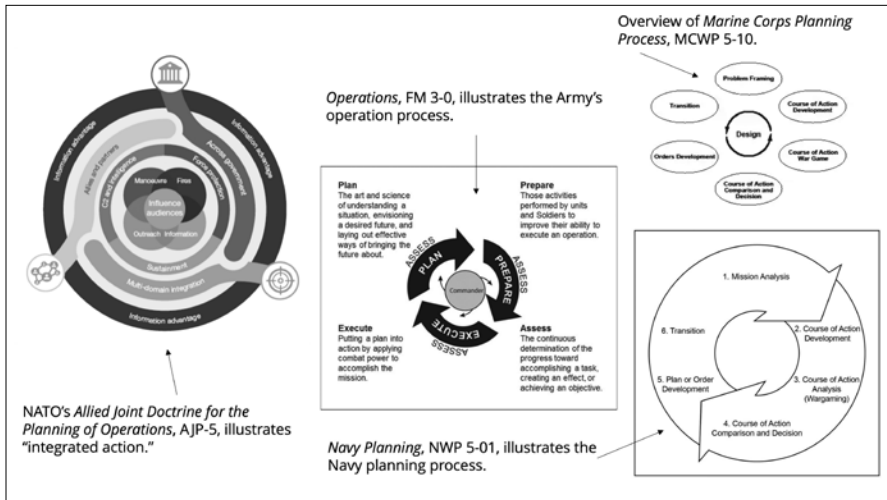 Overview of Marine Corps Planning
Process, MCWP 5-10.
Problem Framing
Transition
Course of Action
Development
Design
Orders Development
Course of Action
War Game
Course of Action
Comparison and
Decision
Operations, FM 3-0, illustrates the Army's
operation process.
Information advantage
Information advantage
Information advantage
Allies and partners
Across government
C2 and intelligence
Force protection
Manoeuvre
Fires
Influence
audiences
Outreach
Information
Sustainment
Multi-domain integration
Plan
The art and science
of understanding a
situation, envisioning
a desired future, and
laying out effective
ways of bringing the
future about.
Prepare
Those activities
performed by units
and Soldiers to
improve their ability to
execute an operation.
ASSESS
PLAN
ASSESS
PREPARE
Commander
EXECUTE
ASSESS
Execute
Putting a plan into
action by applying
combat power to
accomplish the
mission.
Assess
The continuous
determination of the
progress toward
accomplishing a task,
creating an effect, or
achieving an objective.
1. Mission Analysis
2. Course of Action
Development
3. Course of Action
Analysis
(Wargaming)
4. Course of Action
Comparison and Decision
5. Plan or Order
Development
6. Transition
NATO's Allied Joint Doctrine for the
Planning of Operations, AJP-5, illustrates
"integrated action."
Navy Planning, NWP 5-01, illustrates the
Navy planning process.